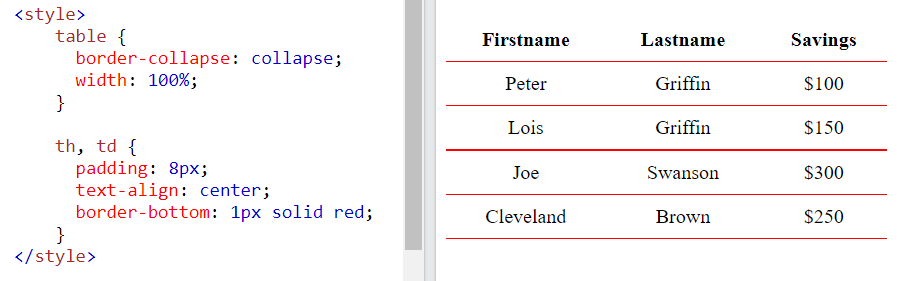 <style>
table {
border-collapse: collapse;
width: 100%;
}
th, td {
padding: 8px;
text-align: center;
border-bottom: 1px solid red;
}
</style>
Firstname Lastname Savings
Peter Griffin $100
Lois Griffin $150
Joe Swanson $300
Cleveland Brown $250